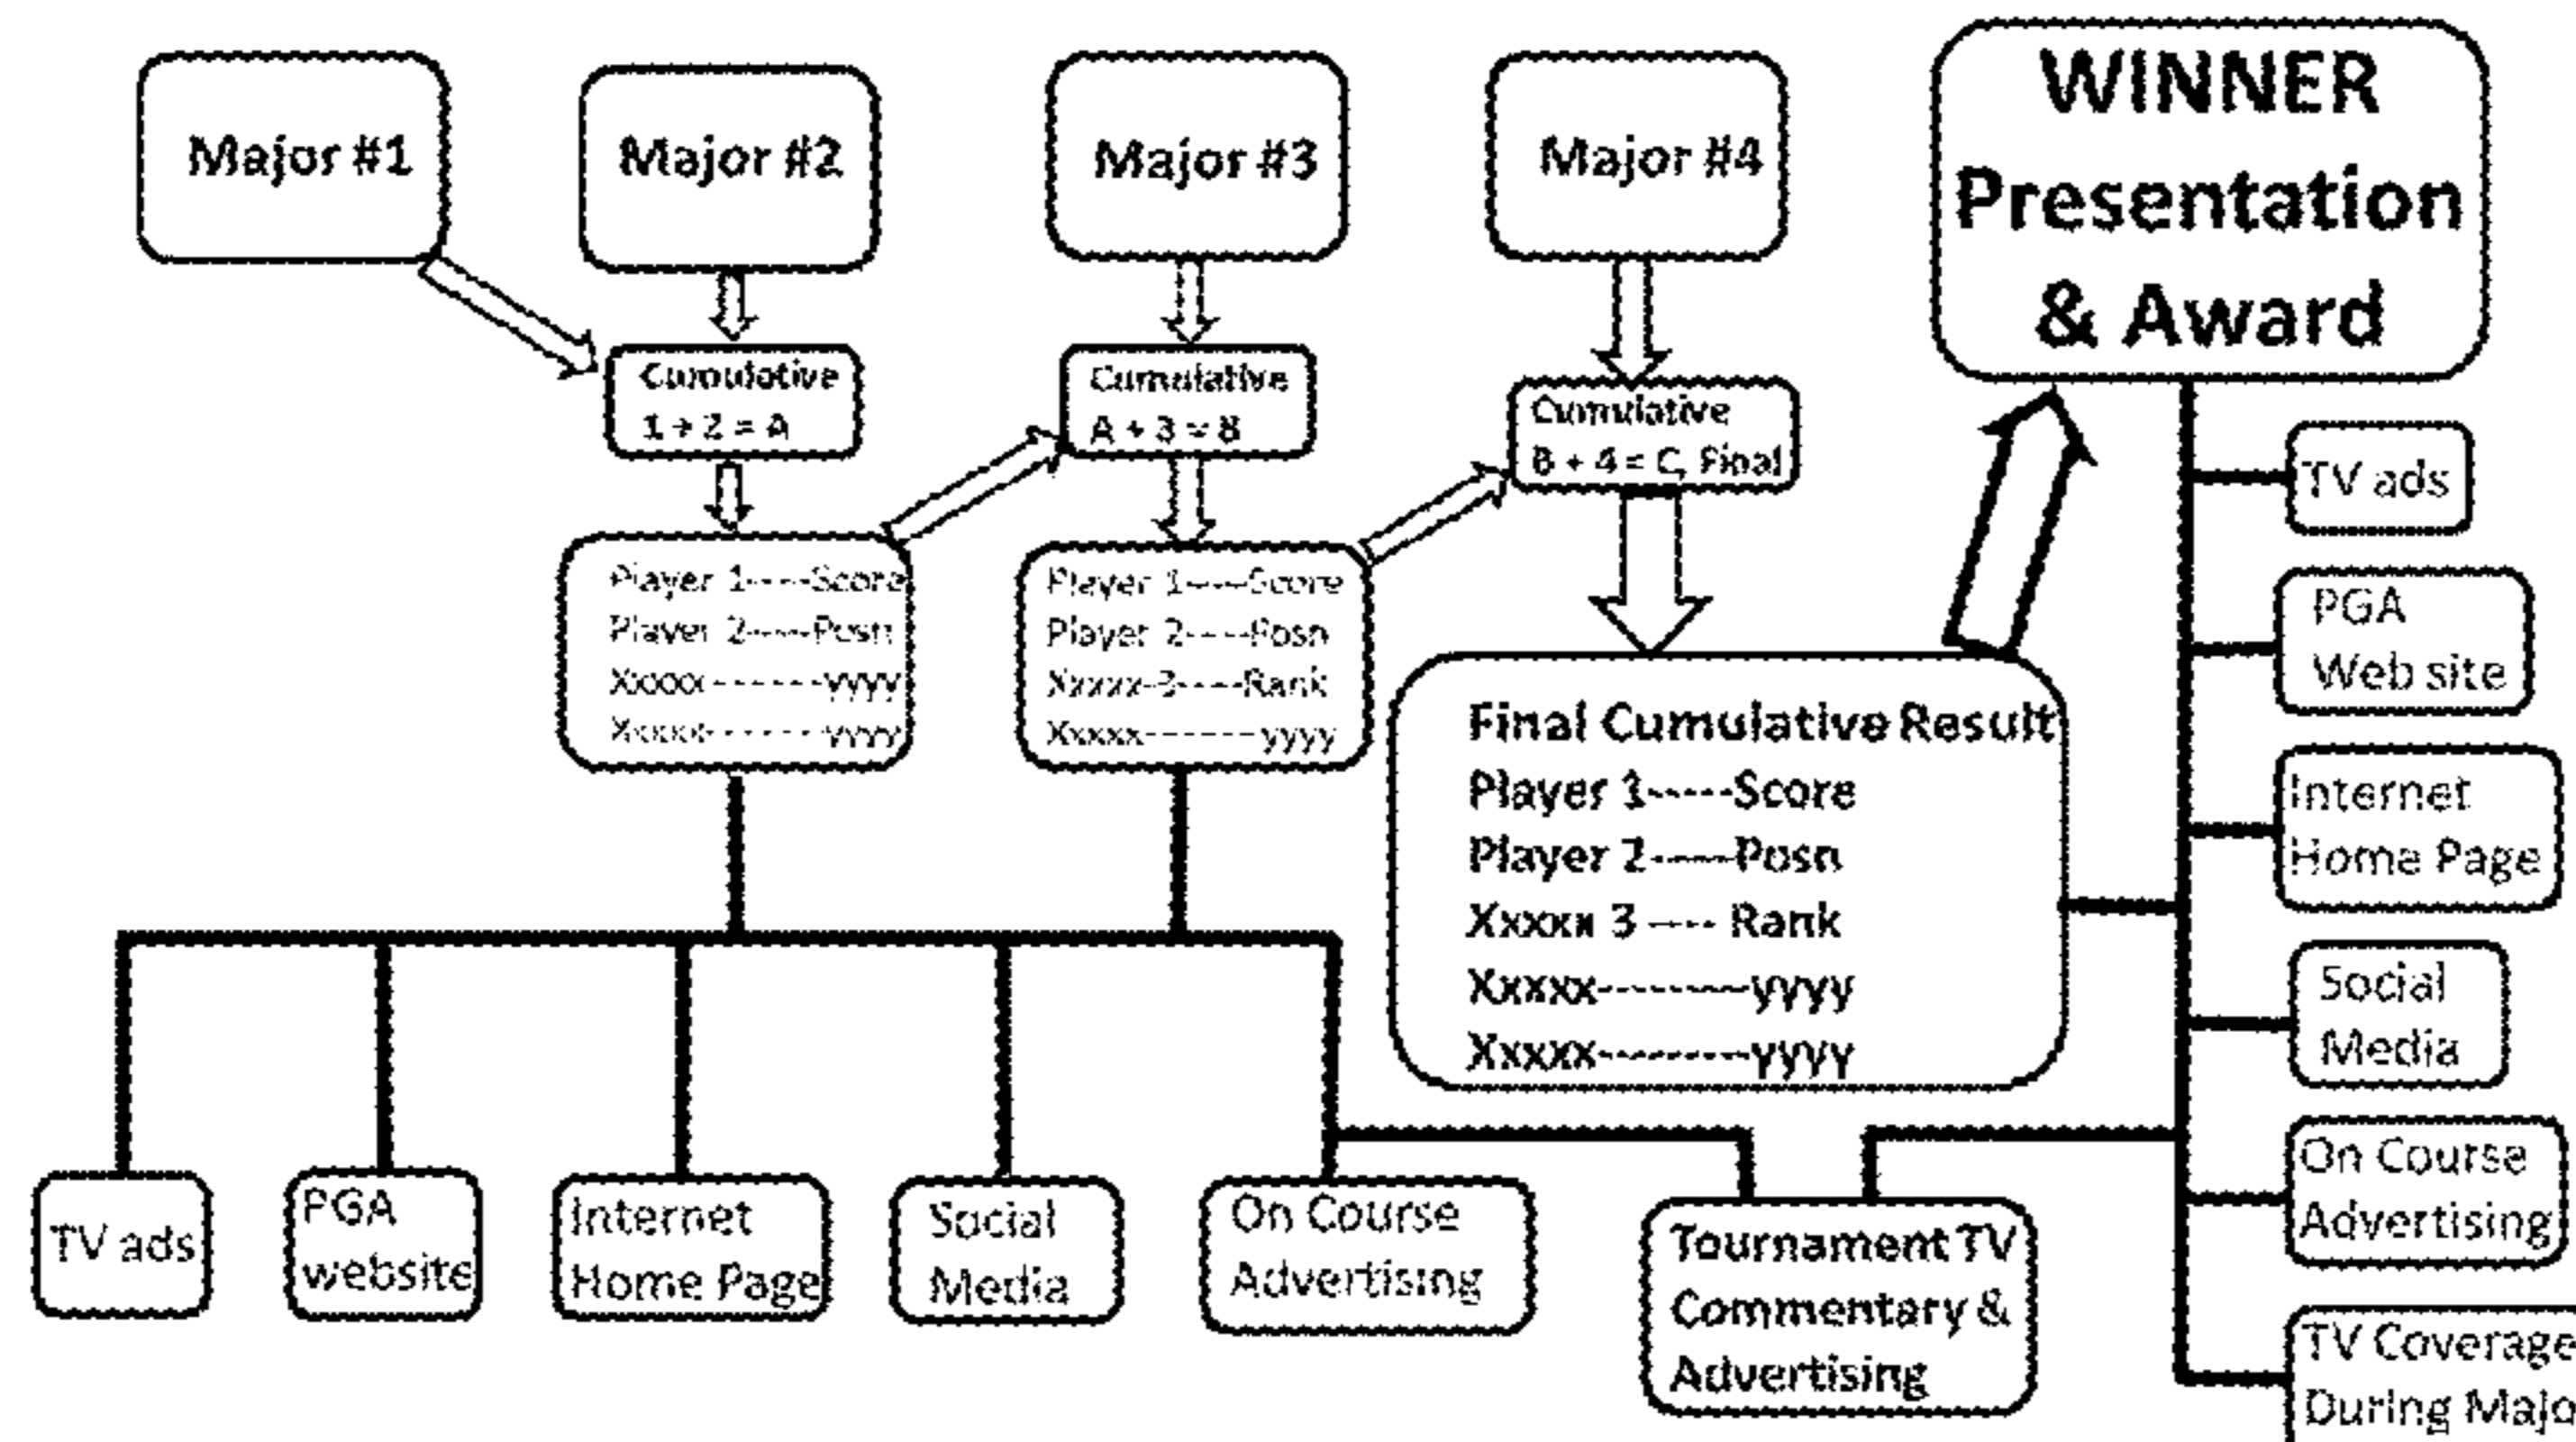 Major #1
Major #2
Major #3
Major #4
WINNER
Presentation
& Award
Cumulative
1 + 2 = A
Cumulative
A + 3 = B
Cumulative
B + 4 = C, Final
Player 1----Score
Player 2-----Posn
Xxxxx-------yyyy
Xxxxx-------yyyy
Player 1----Score
Player 2----Posn
Xxxxx-3----Rank
Xxxxx-------yyyy
Final Cumulative Result
Player 1-----Score
Player 2-----Posn
Xxxxx 3 ---- Rank
Xxxxx---------yyyy
Xxxxx---------yyyy
TV ads
PGA
Web site
Internet
Home Page
Social
Media
On Course
Advertising
TV Coverage
During Majo
TV ads
PGA
website
Internet
Home Page
Social
Media
On Course
Advertising
Tournament TV
Commentary &
Advertising